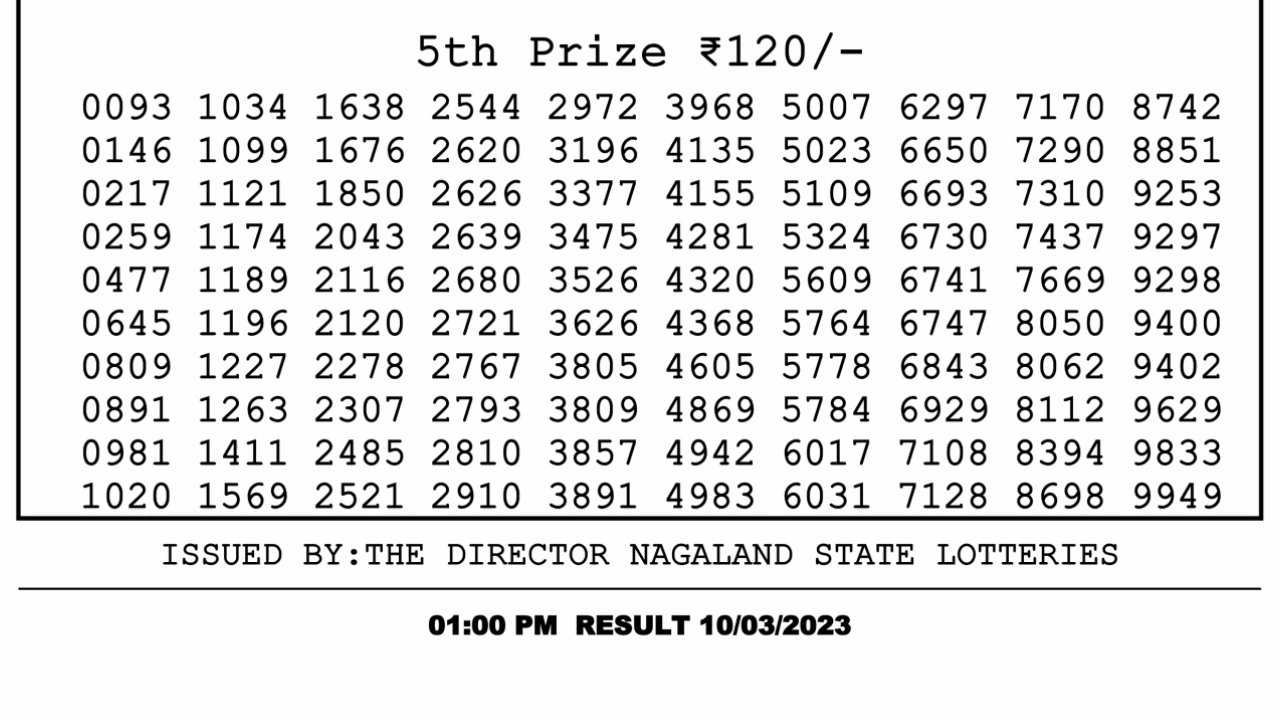 5th Prize ₹120/-
0093 1034 1638 2544 2972 3968 5007 6297 7170 8742
0146 1099 1676 2620 3196 4135 5023 6650 7290 8851
0217 1121 1850 2626 3377 4155 5109 6693 7310 9253
0259 1174 2043 2639 3475 4281 5324 6730 7437 9297
0477 1189 2116 2680 3526 4320 5609 6741 7669 9298
0645 1196 2120 2721 3626 4368 5764 6747 8050 9400
0809 1227 2278 2767 3805 4605 5778 6843 8062 9402
0891 1263 2307 2793 3809 4869 5784 6929 8112 9629
0981 1411 2485 2810 3857 4942 6017 7108 8394 9833
1020 1569 2521 2910 3891 4983 6031 7128 8698 9949
ISSUED BY:THE DIRECTOR NAGALAND STATE LOTTERIES
01:00 PM RESULT 10/03/2023